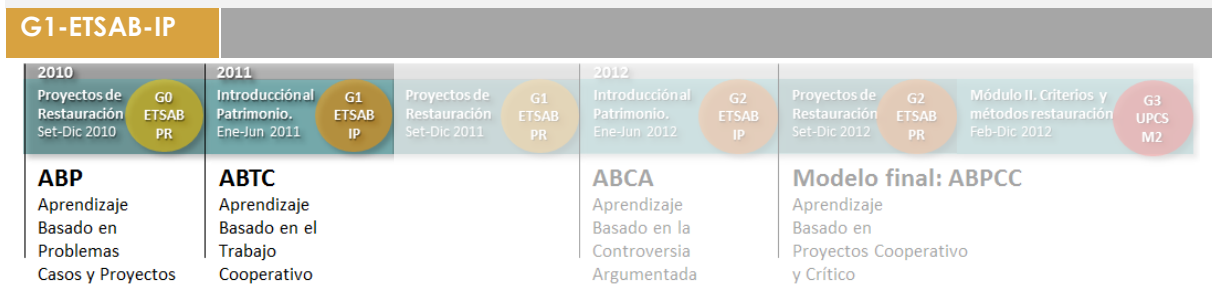 G1-ETSAB-IP
2010
Proyectos de
Restauración
Set-Dic 2010
G0
ETSAB
PR
2011
Introducción al
Patrimonio.
Ene-Jun 2011
G1
ETSAB
IP
Proyectos de
Restauración
Set-Dic 2011
G1
ETSAB
PR
2012
Introducción al
Patrimonio.
Ene-Jun 2012
G2
ETSAB
IP
Proyectos de
Restauración
Set-Dic 2012
G2
ETSAB
PR
Módulo II. Criterios y
métodos restauración
Feb-Dic 2012
G3
UPCS
M2
ABP
Aprendizaje
Basado en
Problemas
Casos y Proyectos
ABTC
Aprendizaje
Basado en el
Trabajo
Cooperativo
ABCA
Aprendizaje
Basado en la
Controversia
Argumentada
Modelo final: ABPCC
Aprendizaje
Basado en
Proyectos Cooperativo
y Crítico